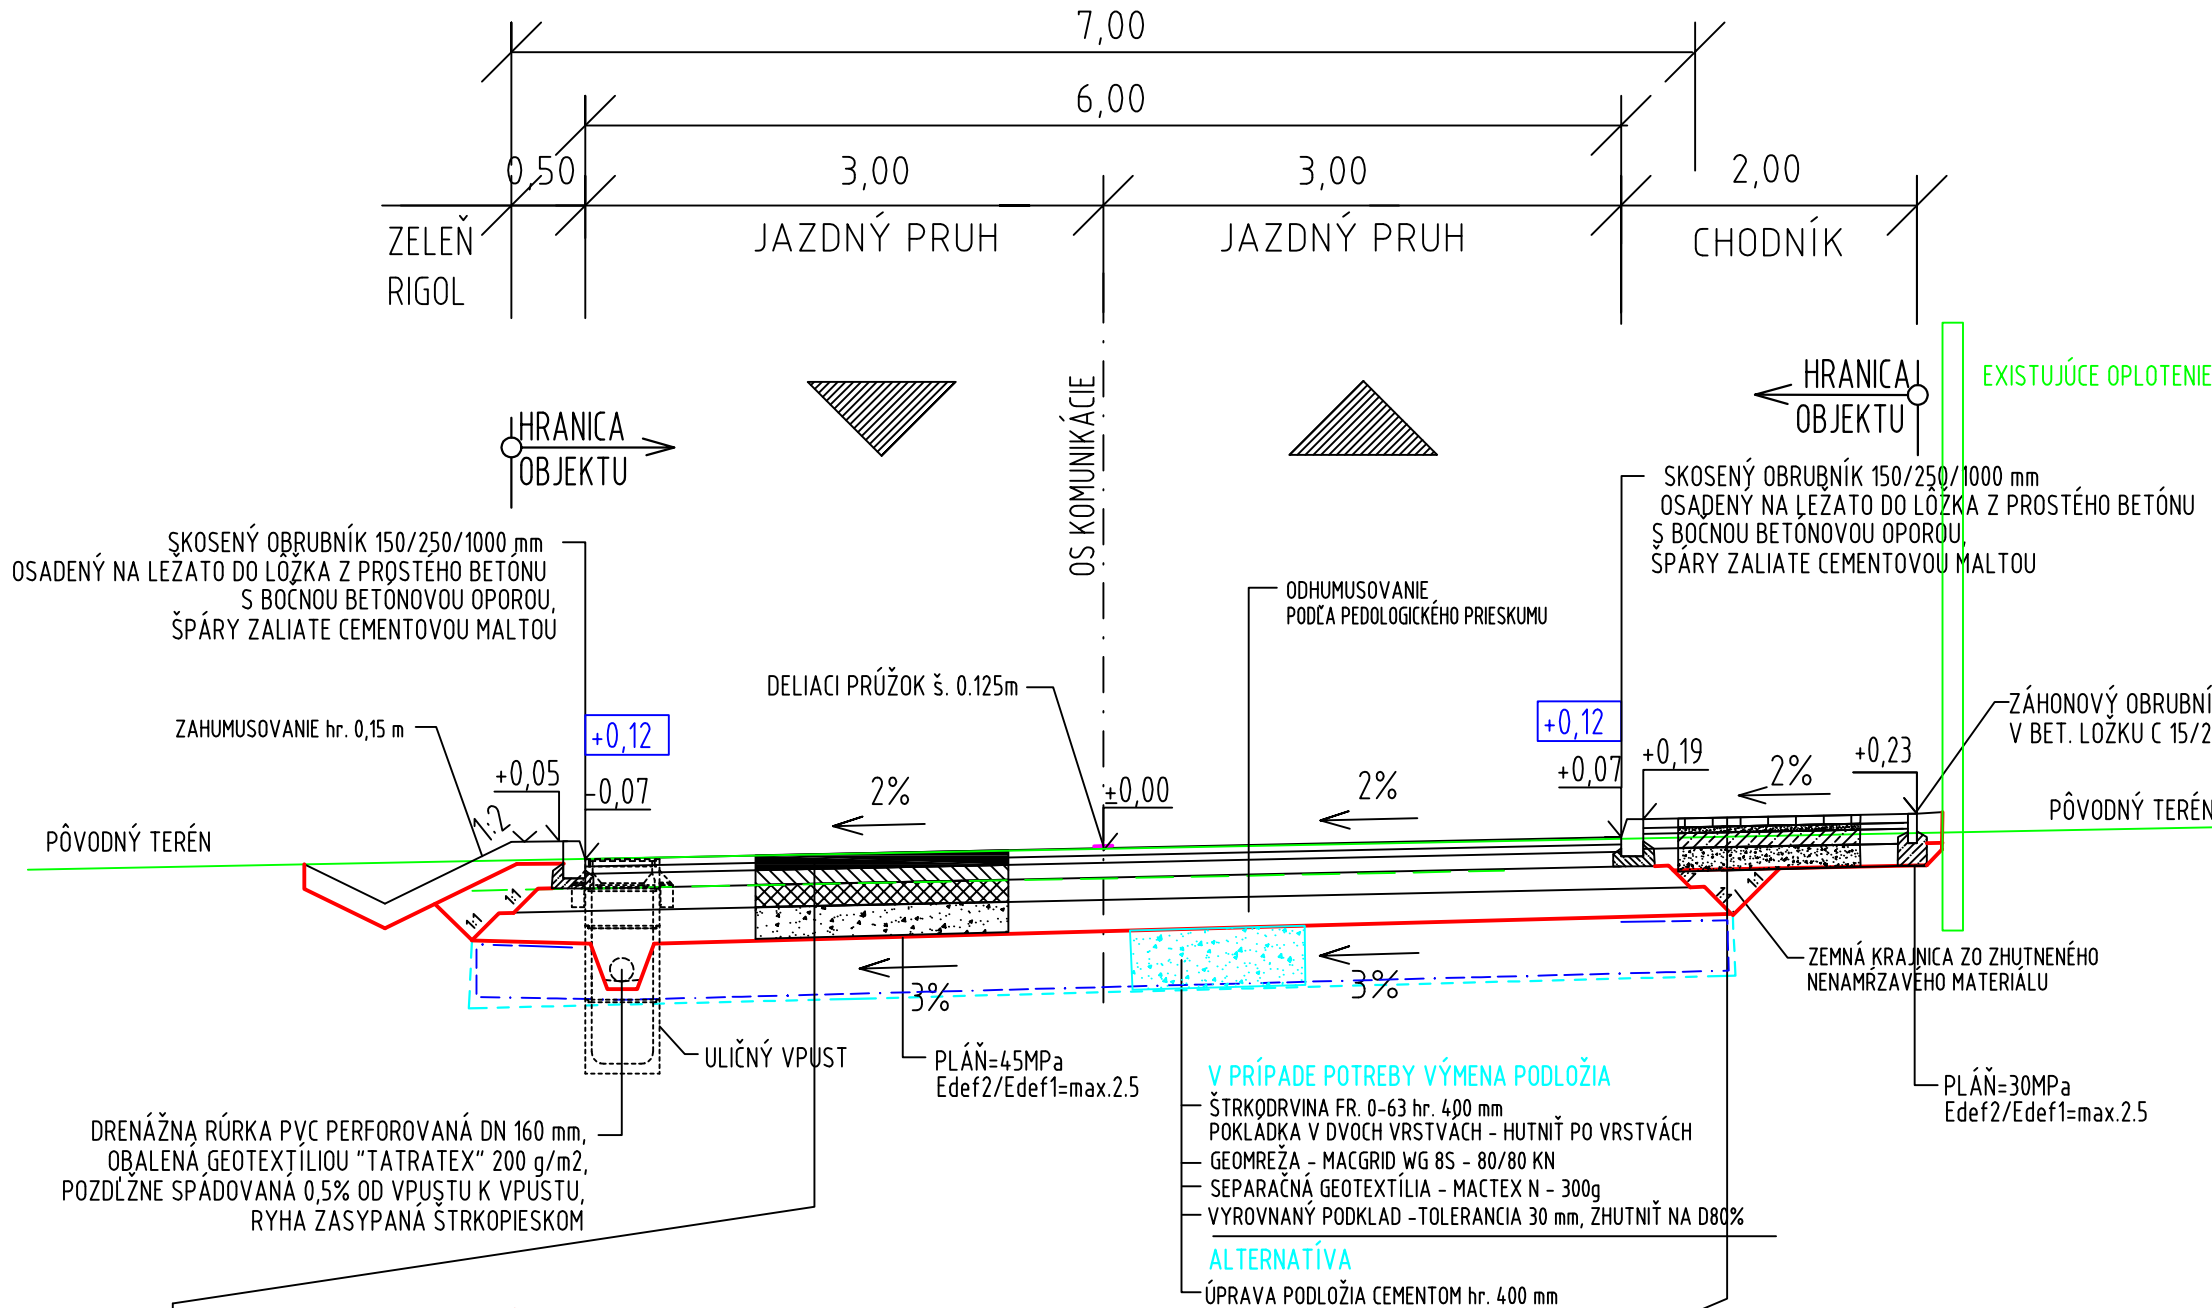 7,00
6,00
0,50
3,00
3,00
2,00
ZELEŇ
RIGOL
JAZDNÝ PRUH
JAZDNÝ PRUH
CHODNÍK
HRANICA
OBJEKTU
OS KOMUNIKÁCIE
HRANICA
OBJEKTU
EXISTUJÚCE OPLOTENIE
SKOSENÝ OBRUBNÍK 150/250/1000 mm
OSADENÝ NA LEŽATO DO LÔŽKA Z PROSTÉHO BETÓNU
S BOČNOU BETÓNOVOU OPOROU,
ŠPÁRY ZALIATE CEMENTOVOU MALTOU
SKOSENÝ OBRUBNÍK 150/250/1000 mm
OSADENÝ NA LEŽATO DO LÔŽKA Z PROSTÉHO BETÓNU
S BOČNOU BETÓNOVOU OPOROU,
ŠPÁRY ZALIATE CEMENTOVOU MALTOU
ODHUMUSOVANIE
PODĽA PEDOLOGICKÉHO PRIESKUMU
DELIACI PRÚŽOK š. 0.125m
ZAHUMUSOVANIE hr. 0,15 m
ZÁHONOVÝ OBRUBNÍ
V BET. LOŽKU C 15/2
+0,12
+0,12
+0,05
-0,07
2%
±0,00
2%
+0,07
+0,19
2%
+0,23
1:2
PÔVODNÝ TERÉN
PÔVODNÝ TERÉN
1:1
1:1
1:1
1:1
1:1
3%
3%
ZEMNÁ KRAJNICA ZO ZHUTNENÉHO
NENAMŔZAVÉHO MATERIÁLU
ULIČNÝ VPUST
PLÁŇ=45MPa
Edef2/Edef1=max.2.5
PLÁŇ=30MPa
Edef2/Edef1=max.2.5
DRENÁŽNA RÚRKA PVC PERFOROVANÁ DN 160 mm,
OBALENÁ GEOTEXTÍLIOU "TATRATEX" 200 g/m2,
POZDĹŽNE SPÁDOVANÁ 0,5% OD VPUSTU K VPUSTU,
RYHA ZASYPANÁ ŠTRKOPIESKOM
V PRÍPADE POTREBY VÝMENA PODLOŽIA
ŠTRKODRVINA FR. 0-63 hr. 400 mm
POKLÁDKA V DVOCH VRSTVÁCH - HUTNIŤ PO VRSTVÁCH
GEOMREŽA - MACGRID WG 8S - 80/80 KN
SEPARAČNÁ GEOTEXTÍLIA - MACTEX N - 300g
VYROVNANÝ PODKLAD -TOLERANCIA 30 mm, ZHUTNIŤ NA D80%
ALTERNATÍVA
ÚPRAVA PODLOŽIA CEMENTOM hr. 400 mm